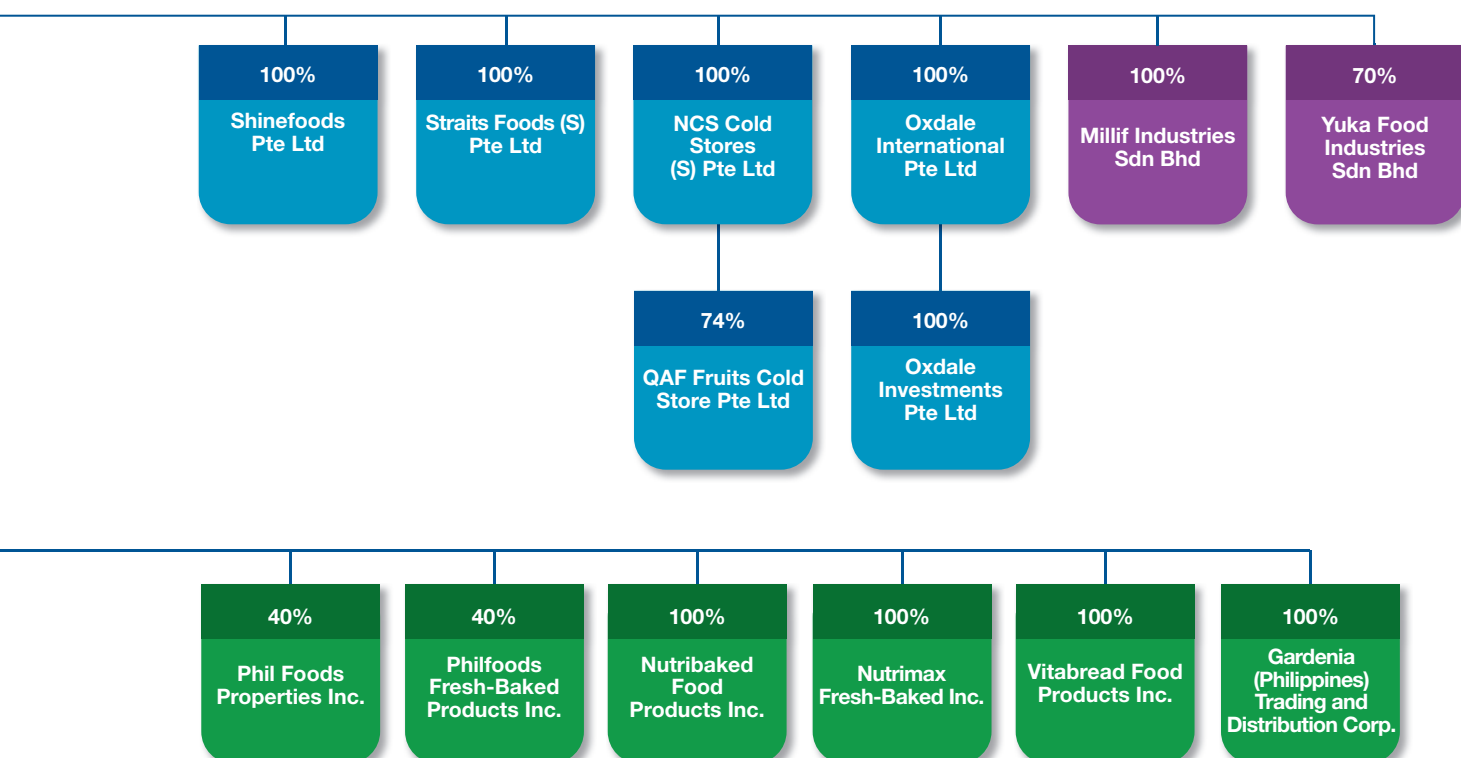 100%
Shinefoods
Pte Ltd
100%
Straits Foods (S)
Pte Ltd
100%
NCS Cold
Stores
(S) Pte Ltd
100%
Oxdale
International
Pte Ltd
100%
Millif Industries
Sdn Bhd
70%
Yuka Food
Industries
Sdn Bhd
74%
QAF Fruits Cold
Store Pte Ltd
100%
Oxdale
Investments
Pte Ltd
40%
Phil Foods
Properties Inc.
40%
Philfoods
Fresh-Baked
Products Inc.
100%
Nutribaked
Food
Products Inc.
100%
Nutrimax
Fresh-Baked Inc.
100%
Vitabread Food
Products Inc.
100%
Gardenia
(Philippines)
Trading and
Distribution Corp.